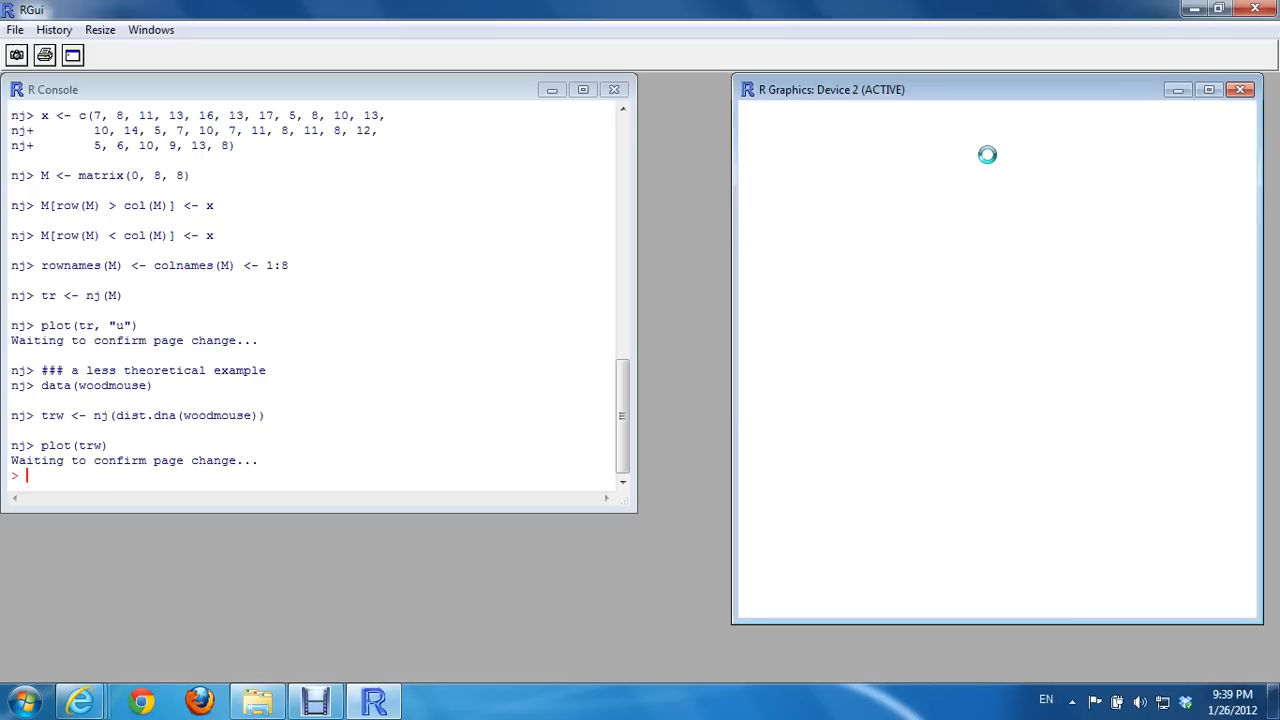 RGui
File History Resize Windows
R Console
nj> x <- c(7, 8, 11, 13, 16, 13, 17, 5, 8, 10, 13,
nj+ 10, 14, 5, 7, 10, 7, 11, 8, 11, 8, 12,
nj+ 5, 6, 10, 9, 13, 8)
nj> M <- matrix(0, 8, 8)
nj> M[row(M) > col(M)] <- x
nj> M[row(M) < col(M)] <- x
nj> rownames(M) <- colnames(M) <- 1:8
nj> tr <- nj(M)
nj> plot(tr, "u")
Waiting to confirm page change...
nj> ### a less theoretical example
nj> data(woodmouse)
nj> trw <- nj(dist.dna(woodmouse))
nj> plot(trw)
Waiting to confirm page change...
>
R Graphics: Device 2 (ACTIVE)
EN
9:39 PM
1/26/2012